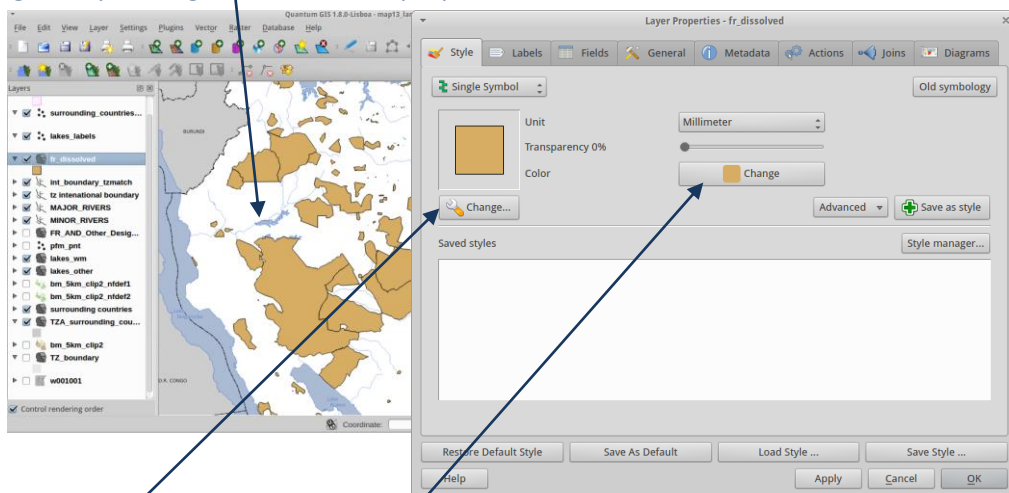 Quantum GIS 1.8.0-Lisboa - map13_lar
File Edit View Layer Settings Plugins Vector Raster Database Help
Layers
surrounding_countries...
lakes_labels
fr_dissolved
int_boundary_tzmatch
tz intenational boundary
MAJOR_RIVERS
MINOR_RIVERS
FR_AND_Other_Desig...
pfm_pnt
lakes_wm
lakes_other
bm_5km_clip2_nfdef1
bm_5km_clip2_nfdef2
surrounding countries
TZA_surrounding_cou...
bm_5km_clip2
TZ_boundary
w001001
Control rendering order
BURUNDI
D.R. CONGO
Coordinate:
Layer Properties - fr_dissolved
Style Labels Fields General Metadata Actions Joins Diagrams
Single Symbol
Old symbology
Unit Millimeter
Transparency 0%
Color Change
Change...
Advanced Save as style
Saved styles Style manager...
Restore Default Style Save As Default Load Style ... Save Style ...
Help Apply Cancel OK